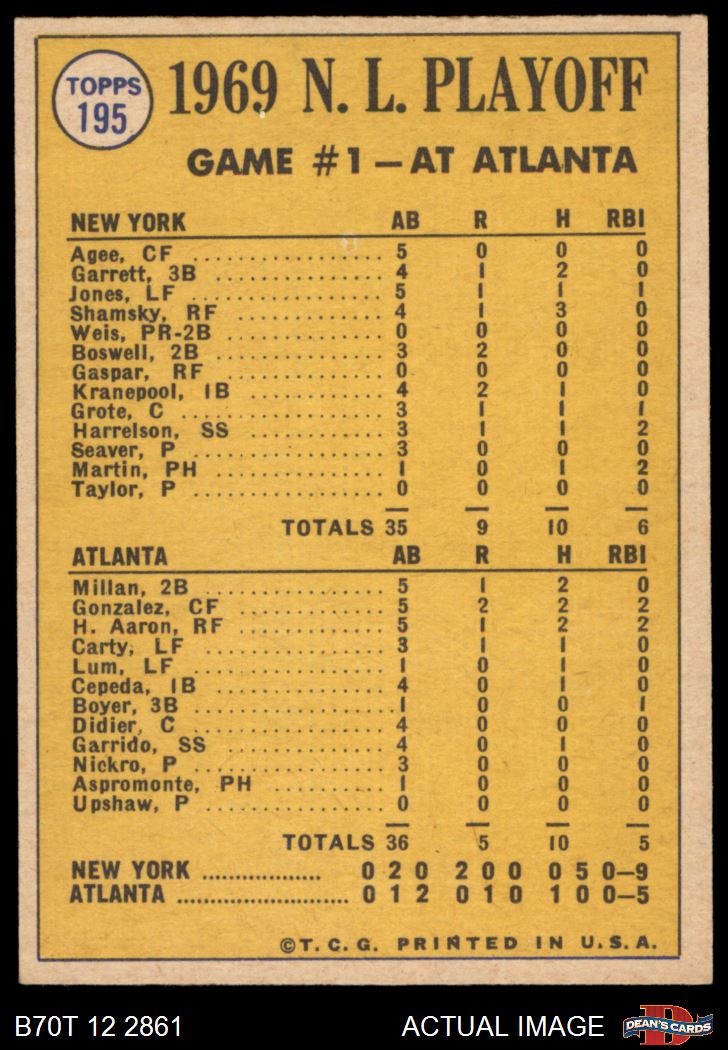 TOPPS
195
1969 N. L. PLAYOFF
GAME #1—AT ATLANTA
NEW YORK AB R H RBI
Agee, CF .................... 5 0 0 0
Garrett, 3B .................... 4 1 2 0
Jones, LF .................... 5 1 1 1
Shamsky, RF .................... 4 1 3 0
Weis, PR-2B .................... 0 0 0 0
Boswell, 2B .................... 3 2 0 0
Gaspar, RF .................... 0 0 0 0
Kranepool, 1B .................... 4 2 1 0
Grote, C .................... 3 1 1 1
Harrelson, SS .................... 3 1 1 2
Seaver, P .................... 3 0 0 0
Martin, PH .................... 1 0 1 2
Taylor, P .................... 0 0 0 0
TOTALS 35 9 10 6
ATLANTA AB R H RBI
Millan, 2B .................... 5 1 2 0
Gonzalez, CF .................... 5 2 2 2
H. Aaron, RF .................... 5 1 2 2
Carty, LF .................... 3 1 1 0
Lum, LF .................... 1 0 1 0
Cepeda, 1B .................... 4 0 1 0
Boyer, 3B .................... 1 0 0 1
Didier, C .................... 4 0 0 0
Garrido, SS .................... 4 0 1 0
Nickro, P .................... 3 0 0 0
Aspromonte, PH .................... 1 0 0 0
Upshaw, P .................... 0 0 0 0
TOTALS 36 5 10 5
NEW YORK .................... 0 2 0 2 0 0 0 5 0—9
ATLANTA .................... 0 1 2 0 1 0 1 0 0—5
©T. C. G. PRINTED IN U. S. A.
B70T 12 2861 ACTUAL IMAGE
D
DEAN'S CARDS